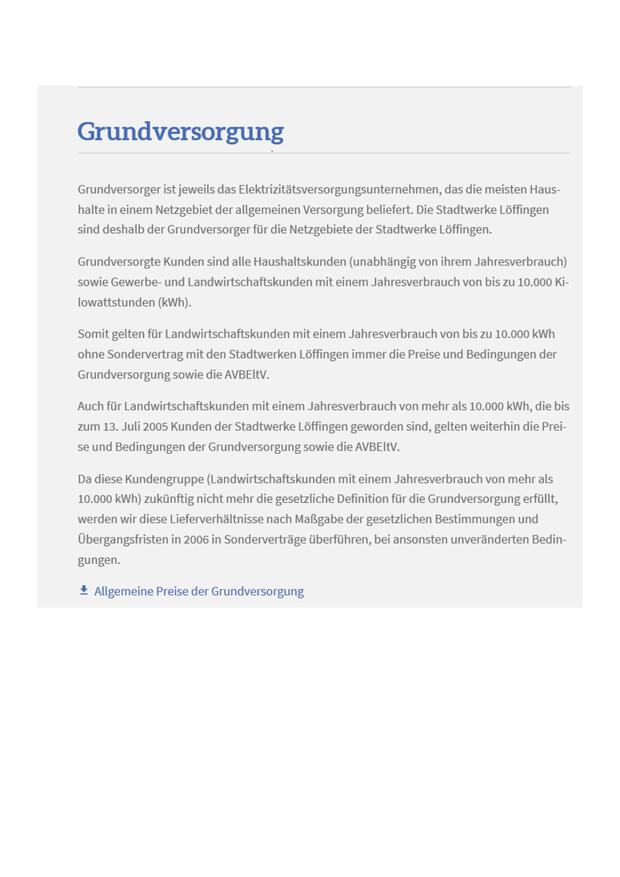 Grundversorgung
Grundversorger ist jeweils das Elektrizitätsversorgungsunternehmen, das die meisten Haus-
halte in einem Netzgebiet der allgemeinen Versorgung beliefert. Die Stadtwerke Löffingen
sind deshalb der Grundversorger für die Netzgebiete der Stadtwerke Löffingen.
Grundversorgte Kunden sind alle Haushaltskunden (unabhängig von ihrem Jahresverbrauch)
sowie Gewerbe- und Landwirtschaftskunden mit einem Jahresverbrauch von bis zu 10.000 Ki-
lowattstunden (kWh).
Somit gelten für Landwirtschaftskunden mit einem Jahresverbrauch von bis zu 10.000 kWh
ohne Sondervertrag mit den Stadtwerken Löffingen immer die Preise und Bedingungen der
Grundversorgung sowie die AVBEltV.
Auch für Landwirtschaftskunden mit einem Jahresverbrauch von mehr als 10.000 kWh, die bis
zum 13. Juli 2005 Kunden der Stadtwerke Löffingen geworden sind, gelten weiterhin die Prei-
se und Bedingungen der Grundversorgung sowie die AVBEltV.
Da diese Kundengruppe (Landwirtschaftskunden mit einem Jahresverbrauch von mehr als
10.000 kWh) zukünftig nicht mehr die gesetzliche Definition für die Grundversorgung erfüllt,
werden wir diese Lieferverhältnisse nach Maßgabe der gesetzlichen Bestimmungen und
Übergangsfristen in 2006 in Sonderverträge überführen, bei ansonsten unveränderten Bedin-
gungen.
Allgemeine Preise der Grundversorgung